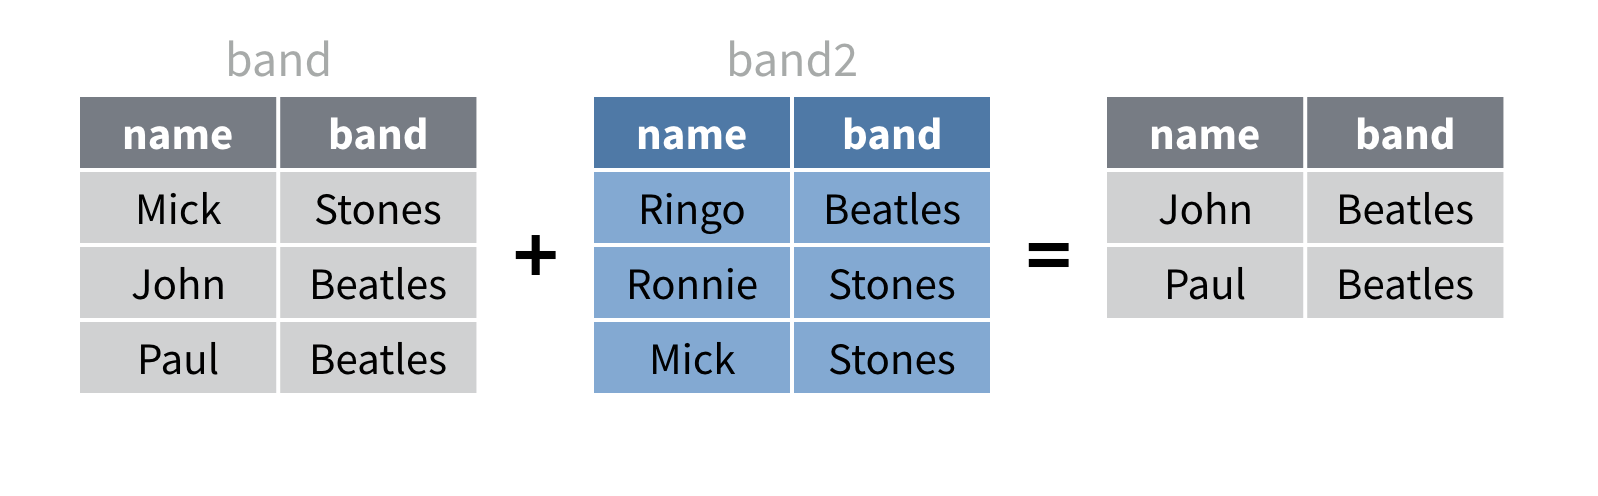 band band2
name band name band name band
Mick Stones Ringo Beatles John Beatles
+ =
John Beatles Ronnie Stones Paul Beatles
Paul Beatles Mick Stones